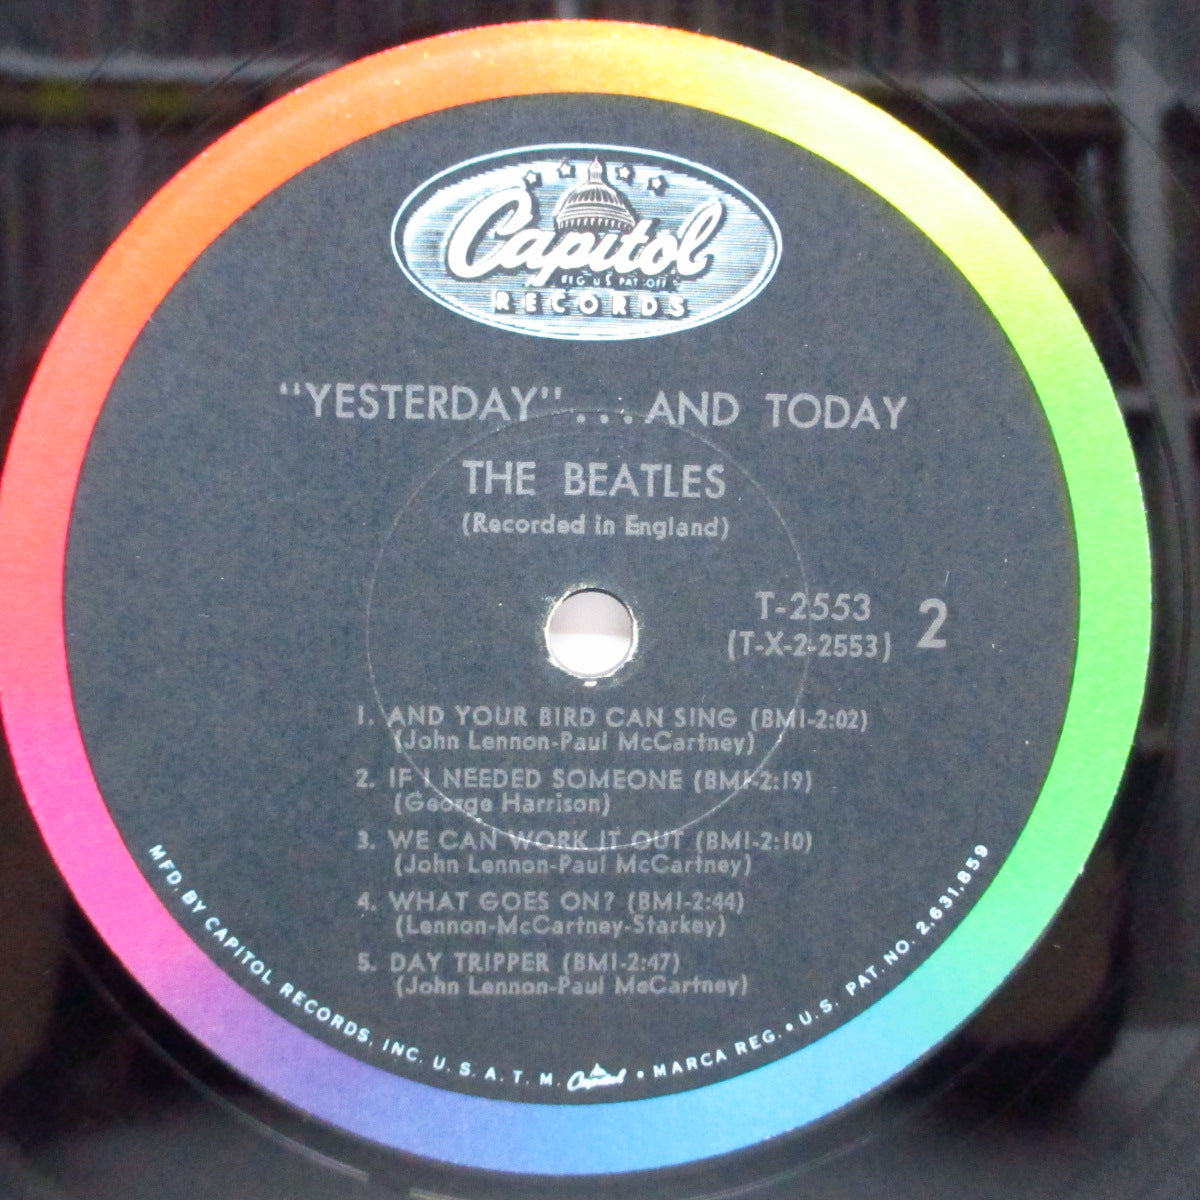 Capitol
REG U S PAT OFF
RECORDS
"YESTERDAY"...AND TODAY
THE BEATLES
(Recorded in England)
T-2553
(T-X-2-2553)
2
1. AND YOUR BIRD CAN SING (BMI-2:02)
(John Lennon-Paul McCartney)
2. IF I NEEDED SOMEONE (BMI-2:19)
(George Harrison)
3. WE CAN WORK IT OUT (BMI-2:10)
(John Lennon-Paul McCartney)
4. WHAT GOES ON? (BMI-2:44)
(Lennon-McCartney-Starkey)
5. DAY TRIPPER (BMI-2:47)
(John Lennon-Paul McCartney)
MFD. BY CAPITOL RECORDS, INC. U. S. A. T. M. Capitol • MARCA REG. • U.S. PAT. NO. 2,631,859